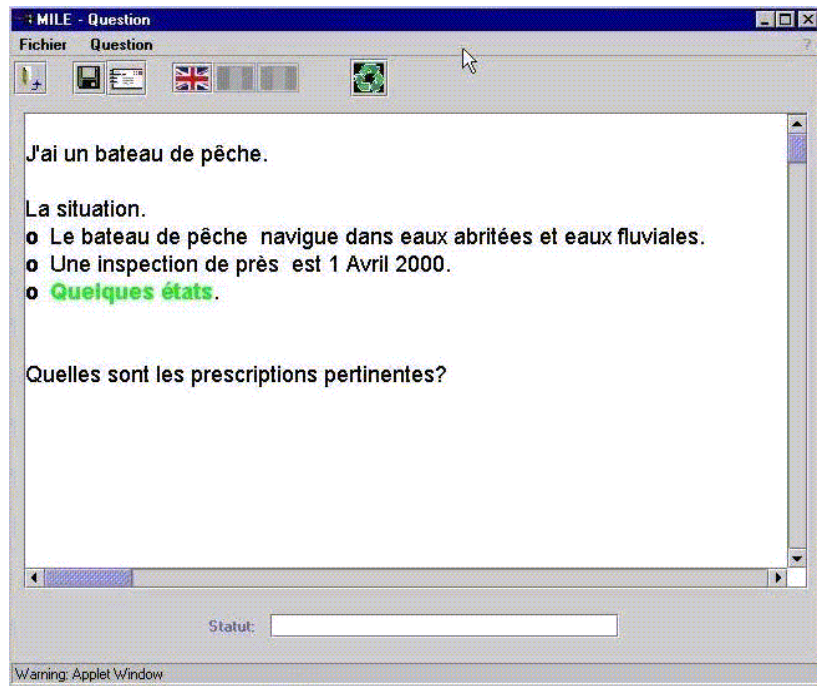 MILE - Question
Fichier Question
?
J'ai un bateau de pêche.
La situation.
o Le bateau de pêche navigue dans eaux abritées et eaux fluviales.
o Une inspection de près est 1 Avril 2000.
o Quelques états.
Quelles sont les prescriptions pertinentes?
Statut:
Warning: Applet Window